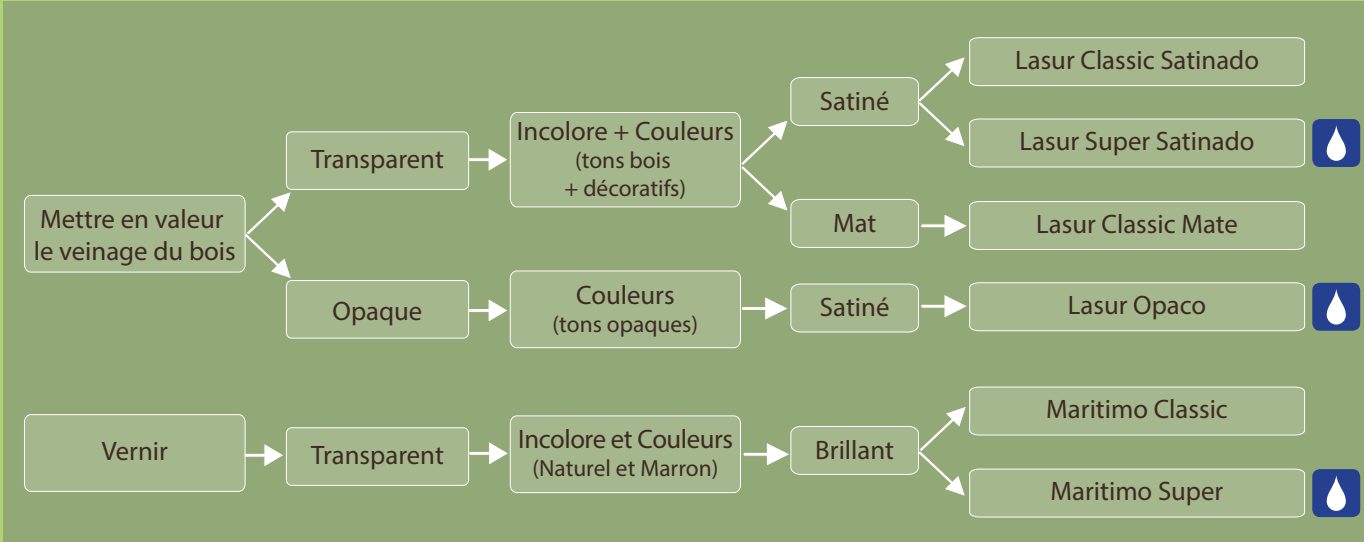 Mettre en valeur
le veinage du bois
Transparent
Incolore + Couleurs
(tons bois
+ décoratifs)
Satiné
Lasur Classic Satinado
Lasur Super Satinado
Mat
Lasur Classic Mate
Opaque
Couleurs
(tons opaques)
Satiné
Lasur Opaco
Vernir
Transparent
Incolore et Couleurs
(Naturel et Marron)
Brillant
Maritimo Classic
Maritimo Super